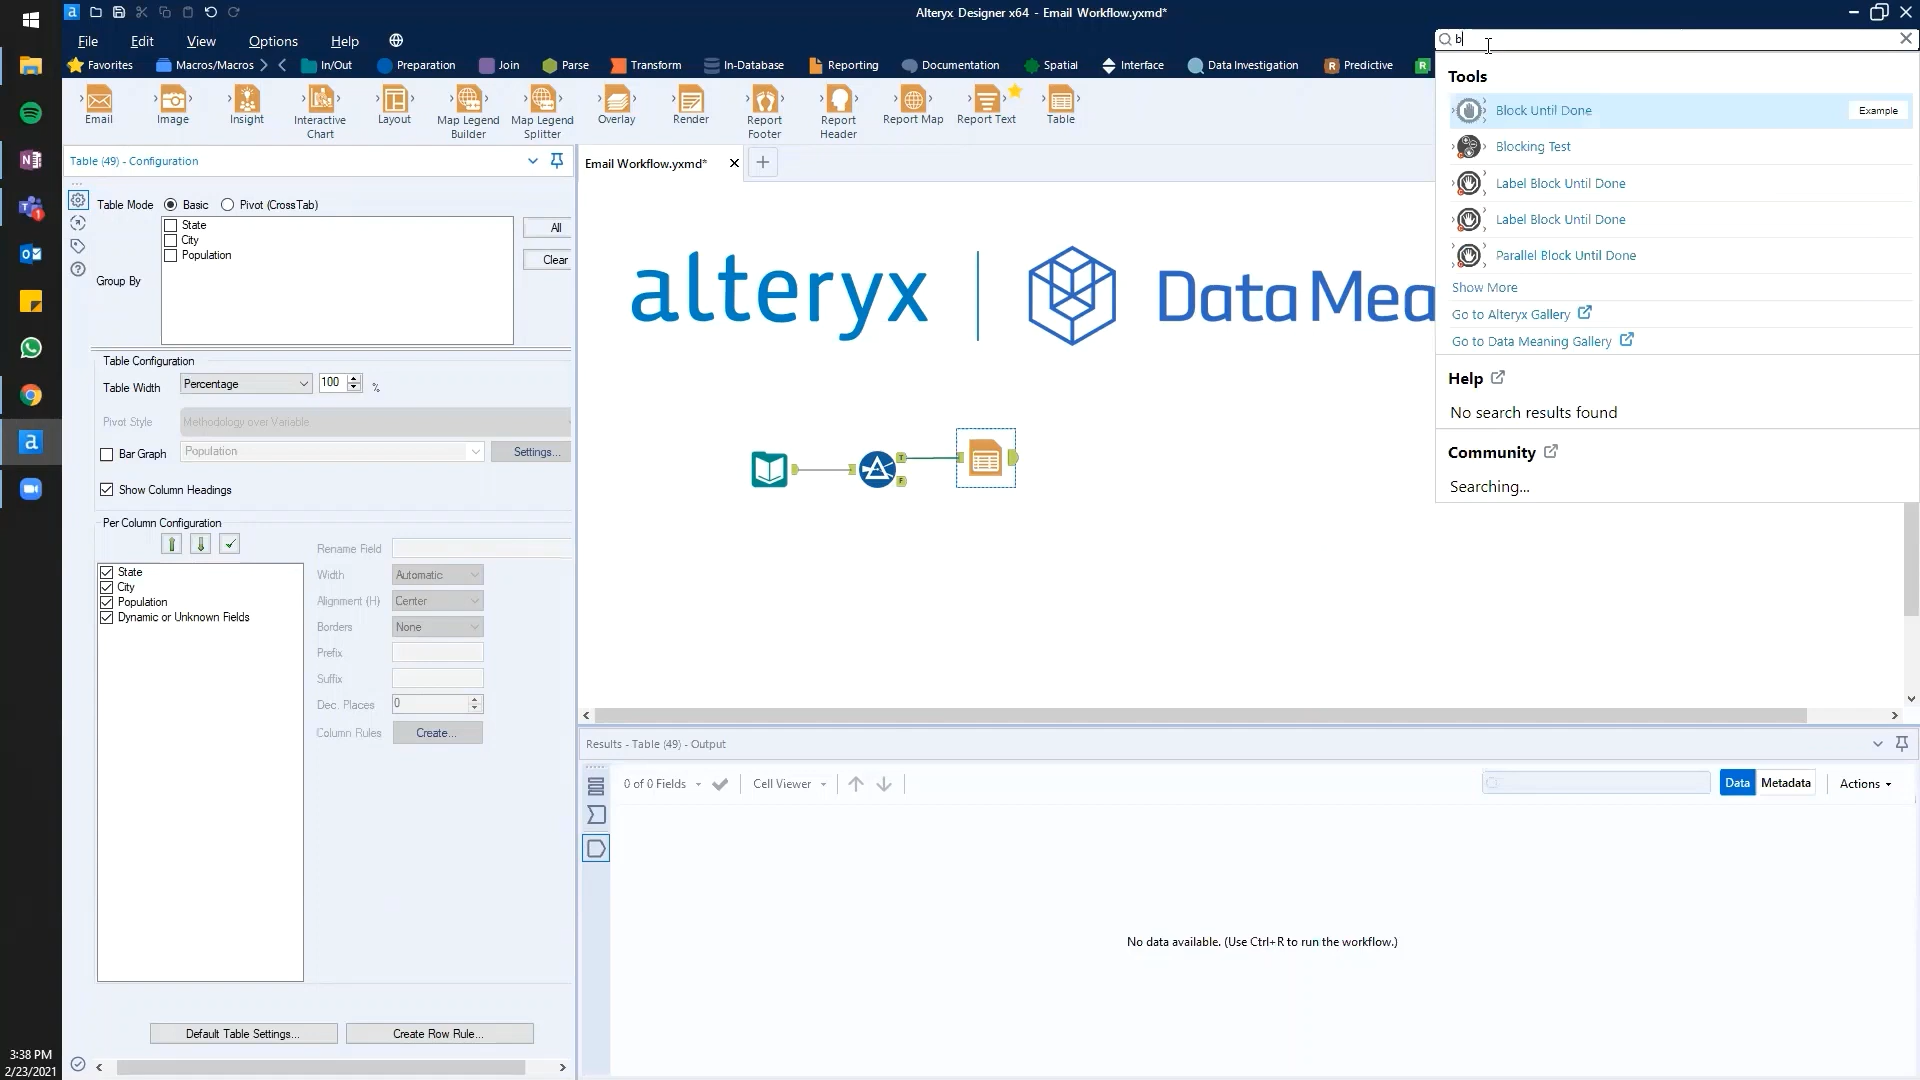 Alteryx Designer x64 - Email Workflow.yxmd*
File Edit View Options Help
b
Favorites Macros/Macros In/Out Preparation Join Parse Transform In-Database Reporting Documentation Spatial Interface Data Investigation Predictive
Email Image Insight Interactive Chart Layout Map Legend Builder Map Legend Splitter Overlay Render Report Footer Report Header Report Map Report Text Table
Table (49) - Configuration
Email Workflow.yxmd*
Table Mode Basic Pivot (CrossTab)
State
City
Population
Group By
All
Clear
Table Configuration
Table Width Percentage 100 %
Pivot Style Methodology over Variable
Bar Graph Population Settings...
Show Column Headings
Per Column Configuration
State
City
Population
Dynamic or Unknown Fields
Rename Field
Width Automatic
Alignment (H) Center
Borders None
Prefix
Suffix
Dec. Places 0
Column Rules Create...
Default Table Settings... Create Row Rule...
alteryx Data Mea
T
F
Tools
Block Until Done Example
Blocking Test
Label Block Until Done
Label Block Until Done
Parallel Block Until Done
Show More
Go to Alteryx Gallery
Go to Data Meaning Gallery
Help
No search results found
Community
Searching...
Results - Table (49) - Output
0 of 0 Fields Cell Viewer Data Metadata Actions
No data available. (Use Ctrl+R to run the workflow.)
3:38 PM
2/23/2021